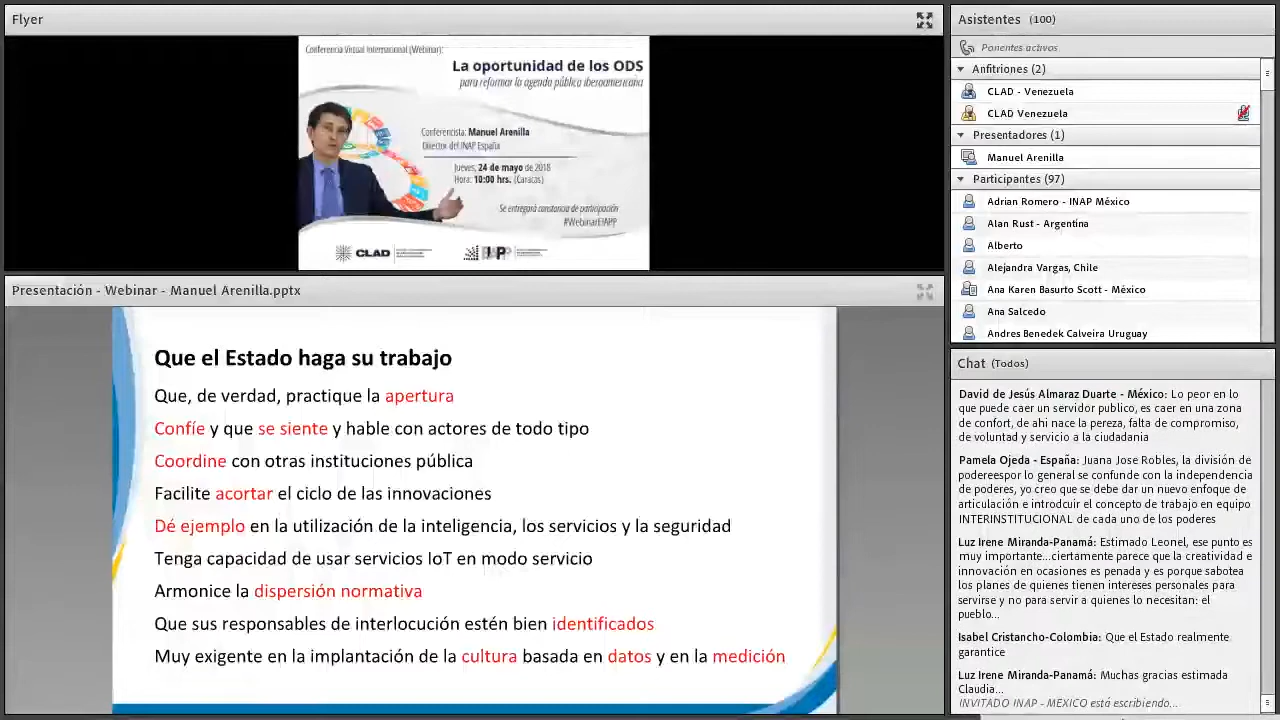 Flyer
Conferencia Virtual Internacional (Webinar):
La oportunidad de los ODS
para reformar la agenda pública iberoamericana
Conferencista: Manuel Arenilla
Director del INAP España
Jueves, 24 de mayo de 2018
Hora: 10:00 hrs. (Caracas)
Se entregará constancia de participación
#WebinarEIAPP
CLAD
Presentación - Webinar - Manuel Arenilla.pptx
Que el Estado haga su trabajo
Que, de verdad, practique la apertura
Confíe y que se siente y hable con actores de todo tipo
Coordine con otras instituciones pública
Facilite acortar el ciclo de las innovaciones
Dé ejemplo en la utilización de la inteligencia, los servicios y la seguridad
Tenga capacidad de usar servicios IoT en modo servicio
Armonice la dispersión normativa
Que sus responsables de interlocución estén bien identificados
Muy exigente en la implantación de la cultura basada en datos y en la medición
Asistentes (100)
Ponentes activos
Anfitriones (2)
CLAD - Venezuela
CLAD Venezuela
Presentadores (1)
Manuel Arenilla
Participantes (97)
- INAP México
Alan Rust - Argentina
Alberto
Alejandra Vargas, Chile
Ana Karen Basurto Scott - México
Ana Salcedo
Andres Benedek Calveira Uruguay
Chat (Todos)
David de Jesús Almaraz Duarte - México: Lo peor en lo
que puede caer un servidor publico, es caer en una zona
de confort, de ahi nace la pereza, falta de compromiso,
de voluntad y servicio a la ciudadania
Pamela Ojeda - España: Juana Jose Robles, la división de
podereespor lo general se confunde con la independencia
de poderes, yo creo que se debe dar un nuevo enfoque de
articulación e introdcuir el concepto de trabajo en equipo
INTERINSTITUCIONAL de cada uno de los poderes
Luz Irene Miranda-Panamá: Estimado Leonel, ese punto es
muy importante...ciertamente parece que la creatividad e
innovación en ocasiones es penada y es porque sabotea
los planes de quienes tienen intereses personales para
servirse y no para servir a quienes lo necesitan: el
pueblo...
Isabel Cristancho-Colombia: Que el Estado realmente
garantice
Luz Irene Miranda-Panamá: Muchas gracias estimada
Claudia...
INVITADO INAP - MÉXICO está escribiendo...